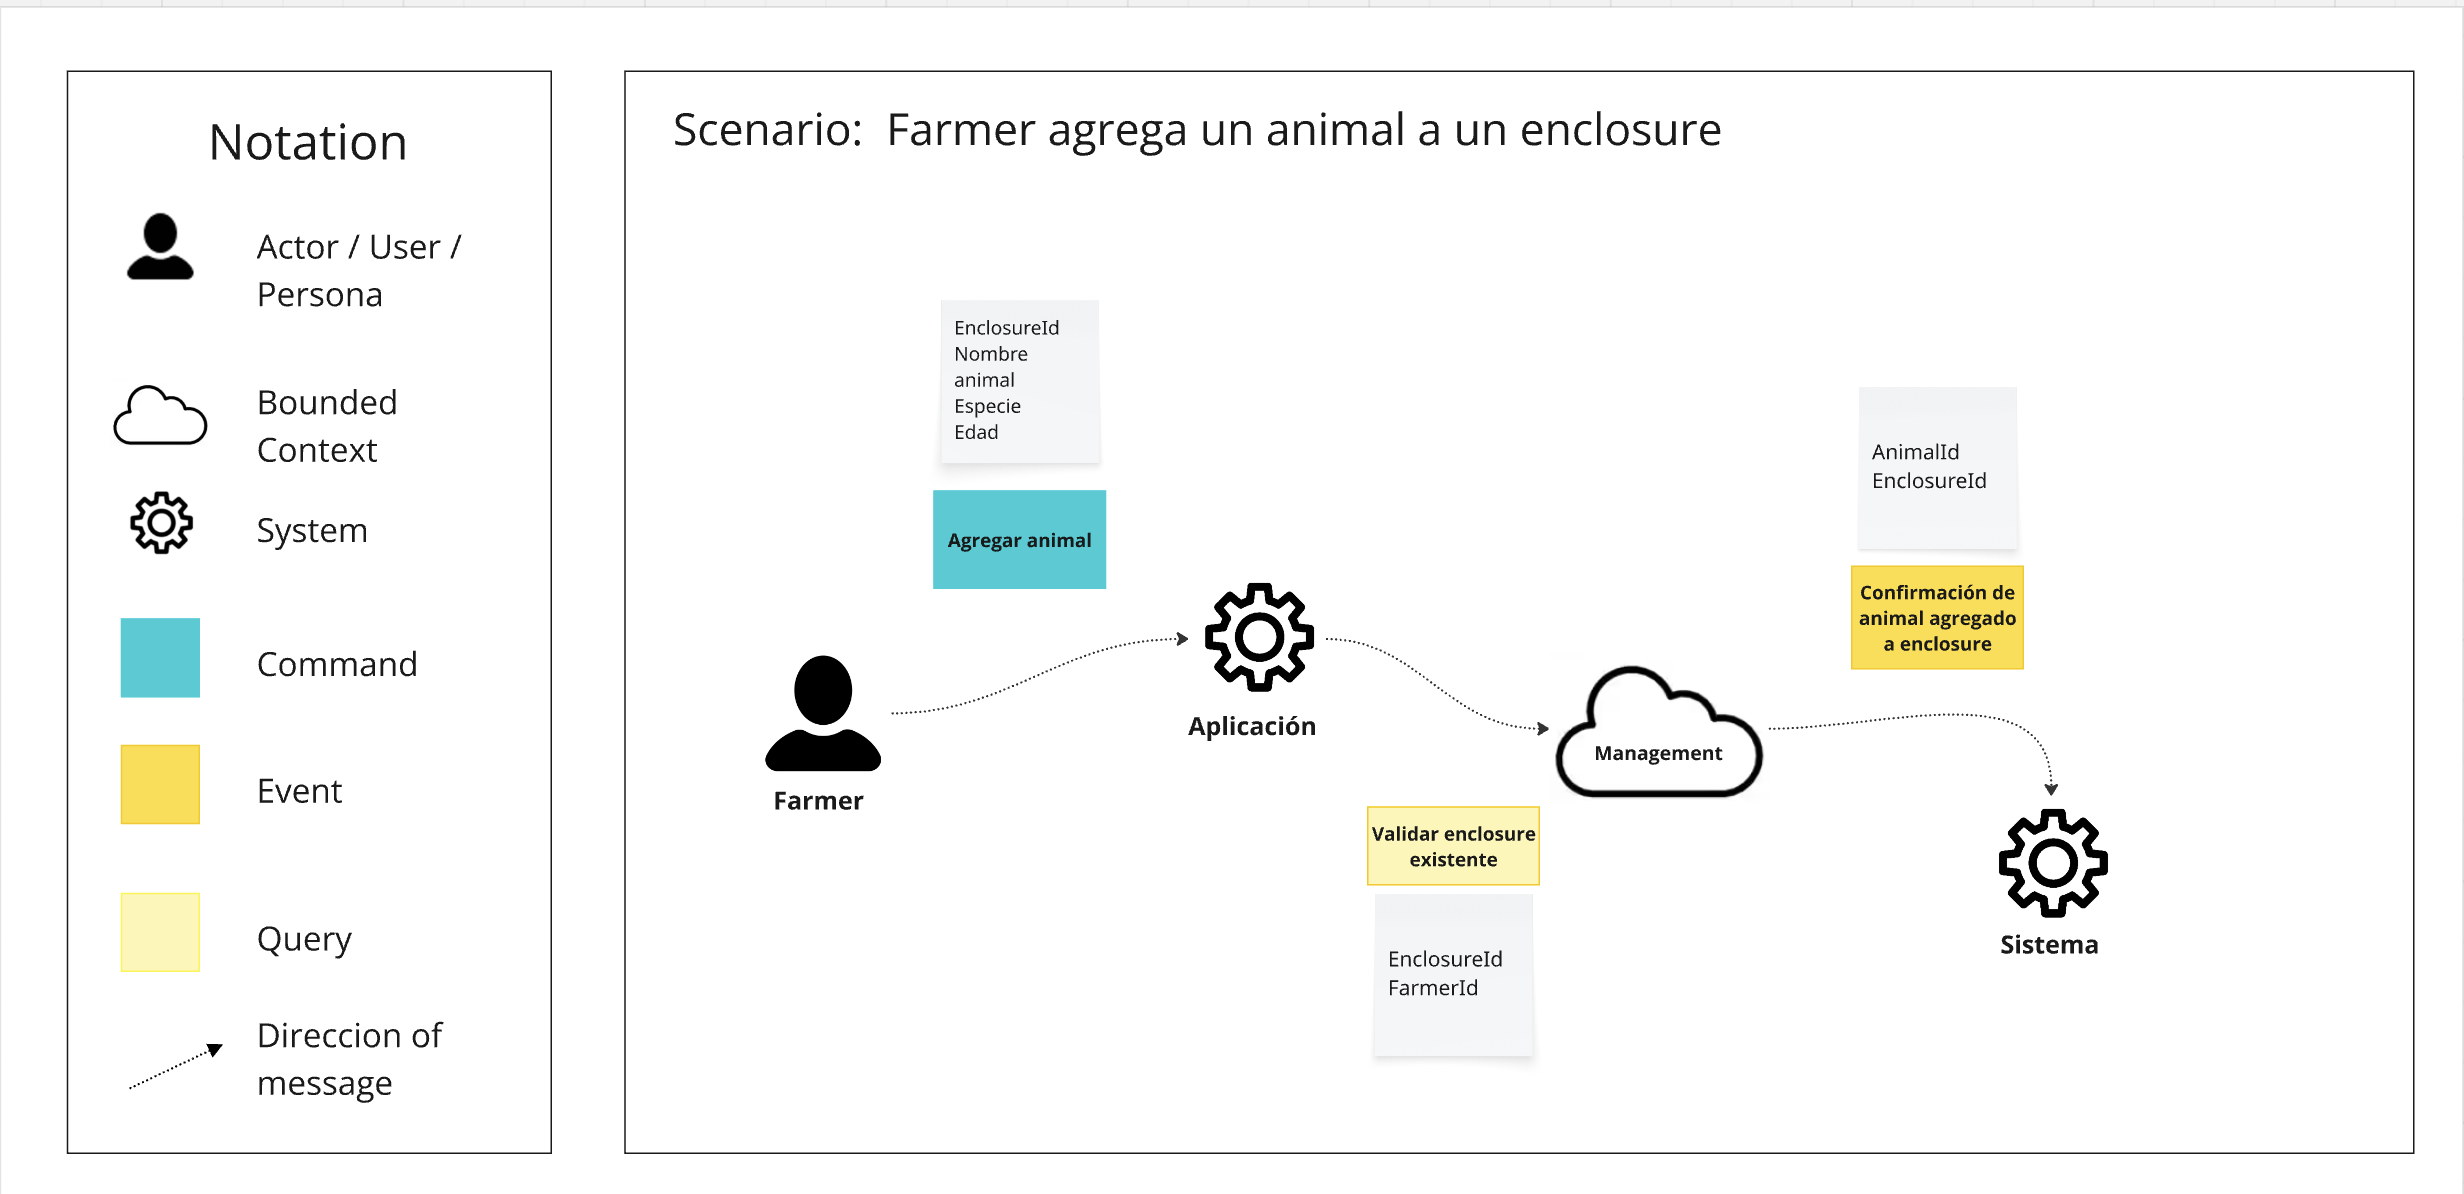 Notation
Actor / User /
Persona
Bounded
Context
System
Command
Event
Query
Direccion of
message
Scenario:  Farmer agrega un animal a un enclosure
EnclosureId
Nombre
animal
Especie
Edad
Agregar animal
Farmer
Aplicación
Validar enclosure
existente
EnclosureId
FarmerId
Management
AnimalId
EnclosureId
Confirmación de
animal agregado
a enclosure
Sistema